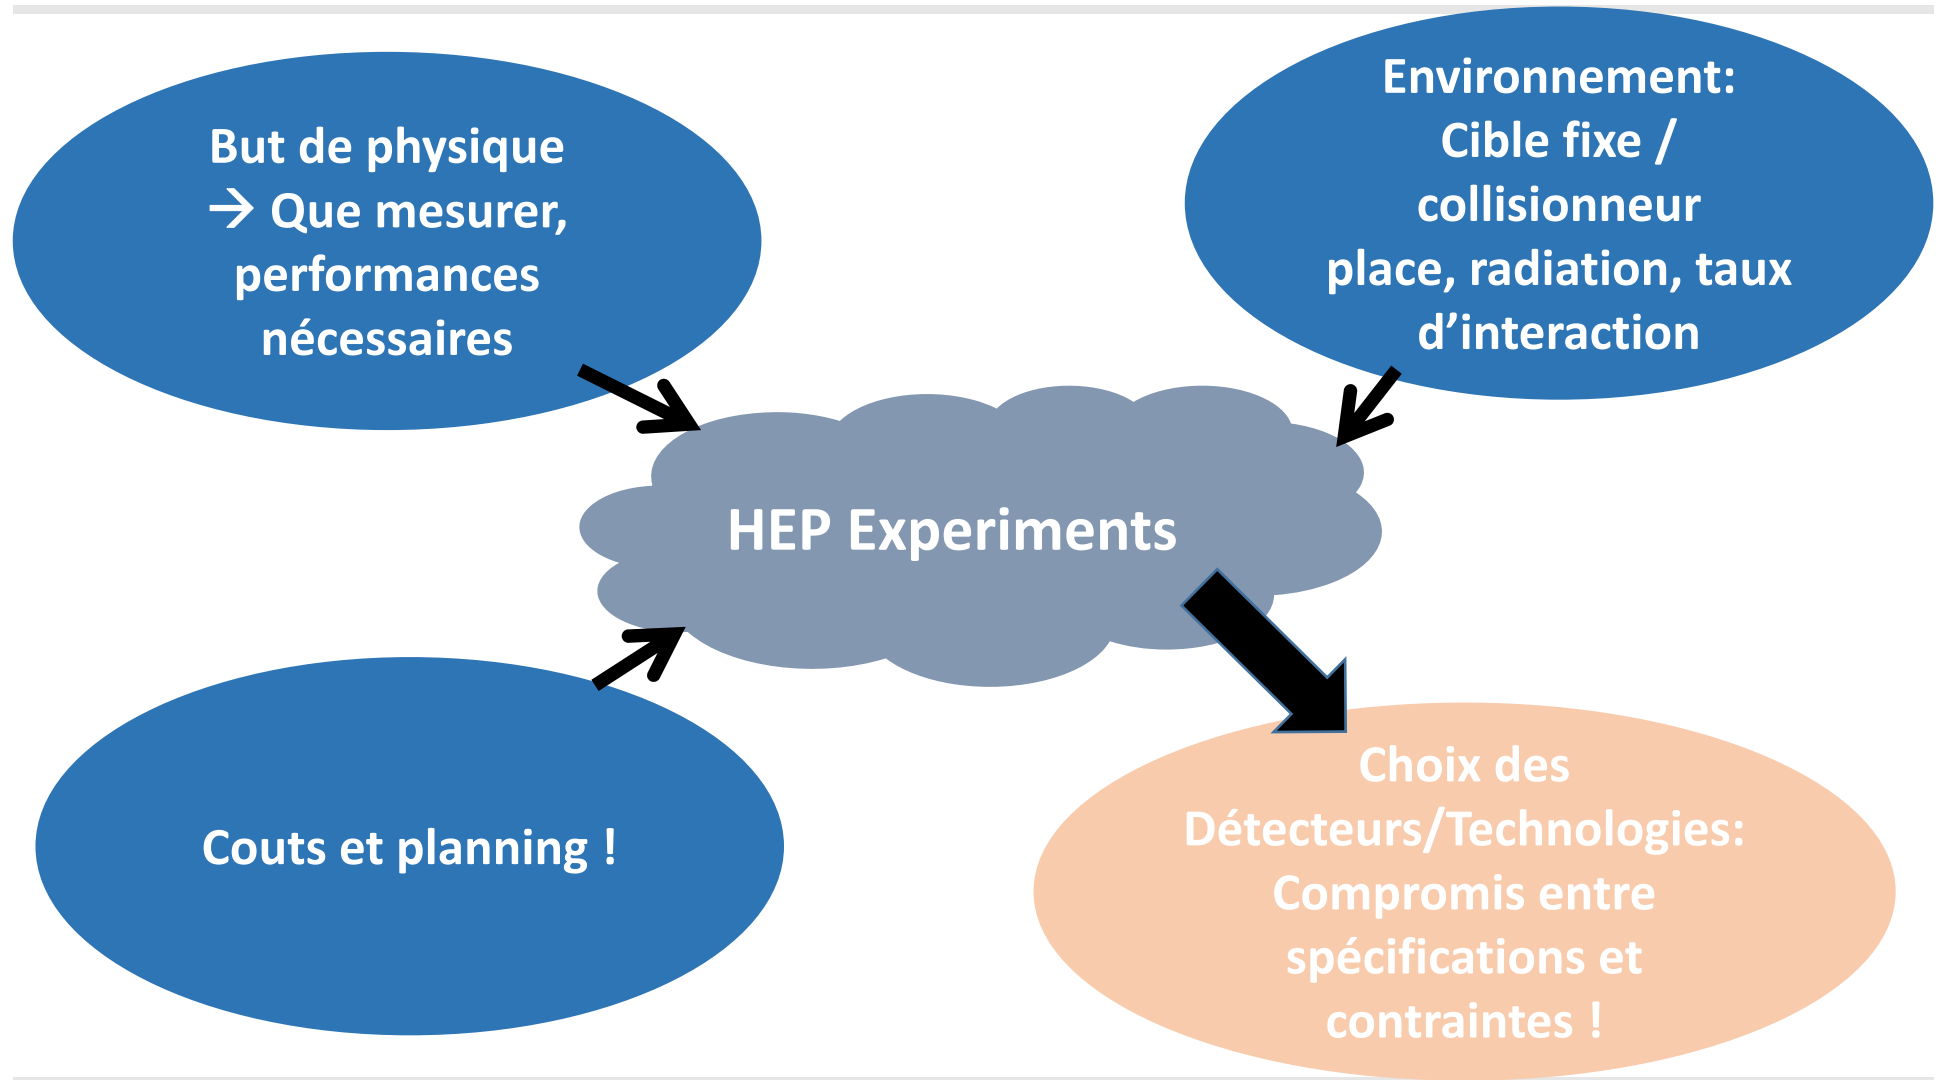 But de physique
→ Que mesurer,
performances
nécessaires
Environnement:
Cible fixe /
collisionneur
place, radiation, taux
d’interaction
HEP Experiments
Couts et planning !
Choix des
Détecteurs/Technologies:
Compromis entre
spécifications et
contraintes !